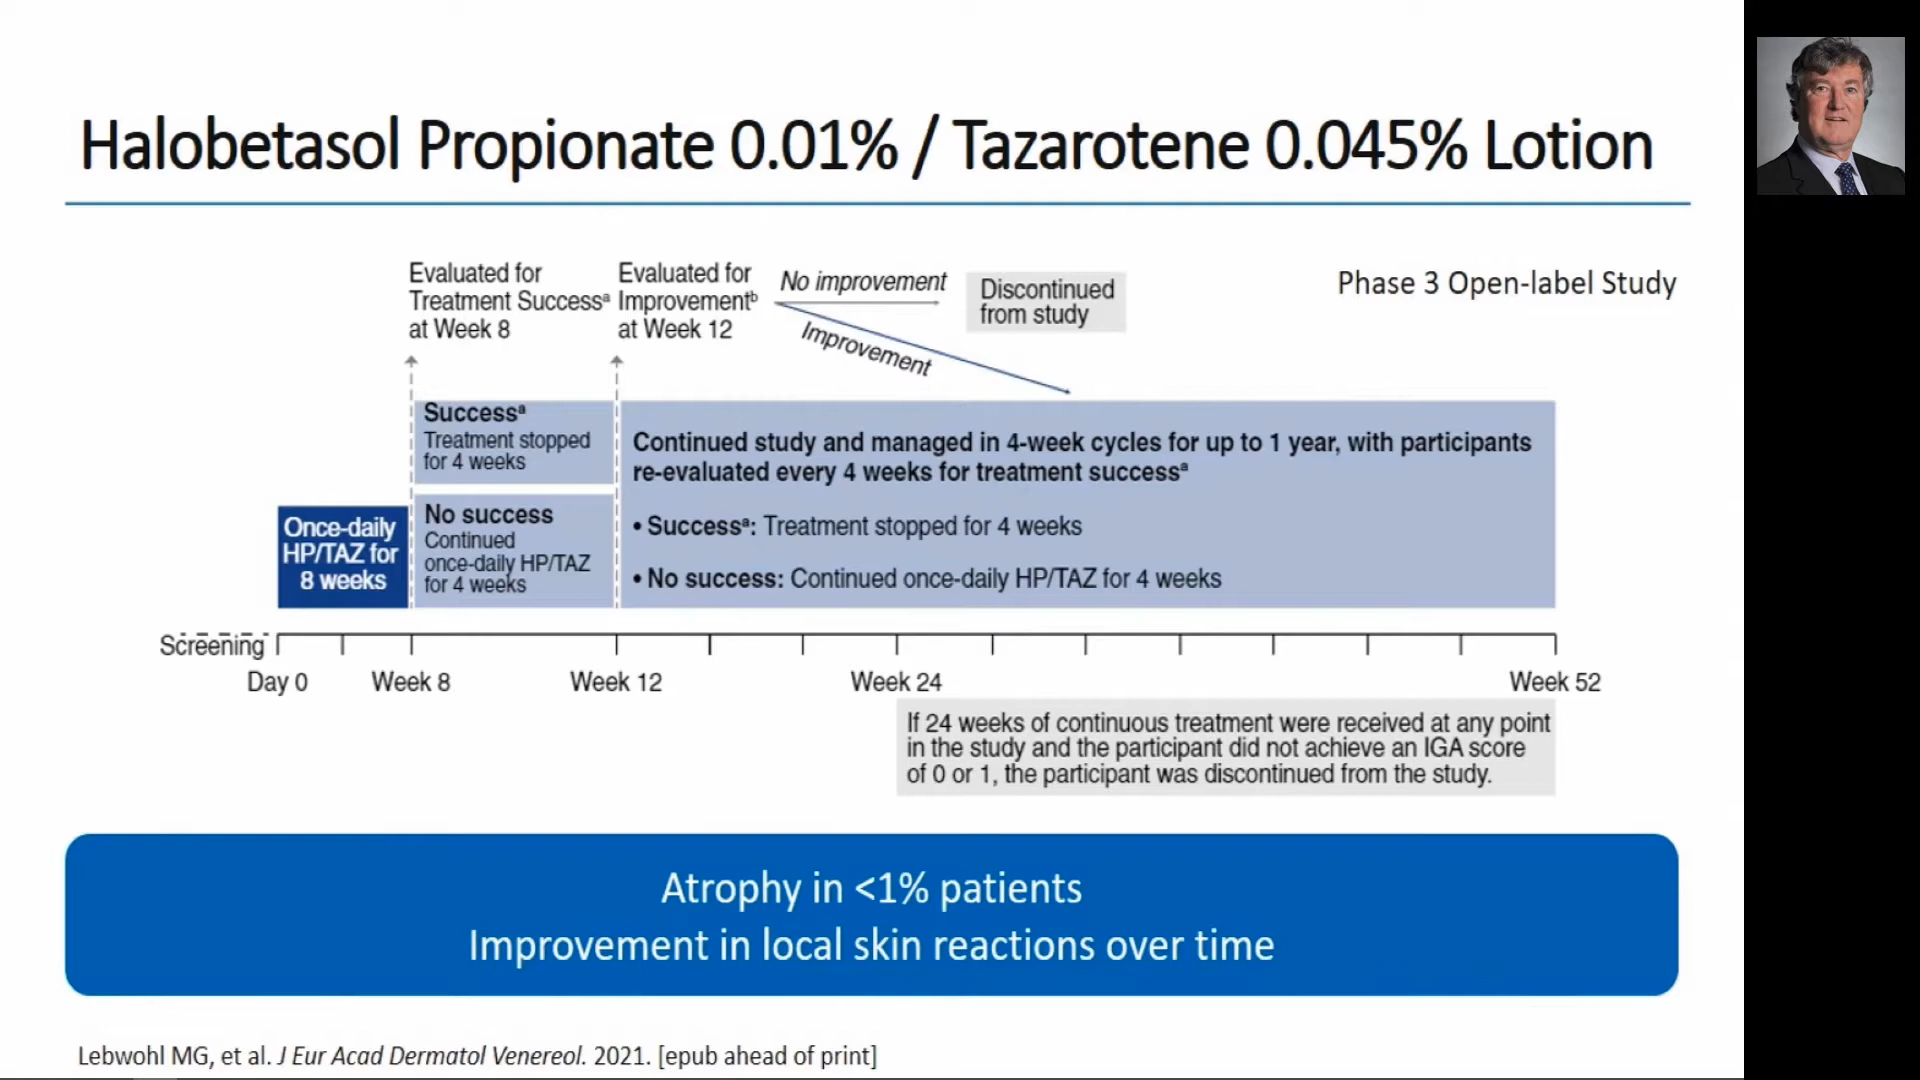 Halobetasol Propionate 0.01% / Tazarotene 0.045% Lotion
Evaluated for
Treatment Successᵃ
at Week 8
Evaluated for
Improvementᵇ
at Week 12
No improvement
Improvement
Discontinued
from study
Phase 3 Open-label Study
Successᵃ
Treatment stopped
for 4 weeks
No success
Continued
once-daily HP/TAZ
for 4 weeks
Once-daily
HP/TAZ for
8 weeks
Continued study and managed in 4-week cycles for up to 1 year, with participants
re-evaluated every 4 weeks for treatment successᵃ
• Successᵃ: Treatment stopped for 4 weeks
• No success: Continued once-daily HP/TAZ for 4 weeks
Screening
Day 0
Week 8
Week 12
Week 24
Week 52
If 24 weeks of continuous treatment were received at any point
in the study and the participant did not achieve an IGA score
of 0 or 1, the participant was discontinued from the study.
Atrophy in <1% patients
Improvement in local skin reactions over time
Lebwohl MG, et al. J Eur Acad Dermatol Venereol. 2021. [epub ahead of print]